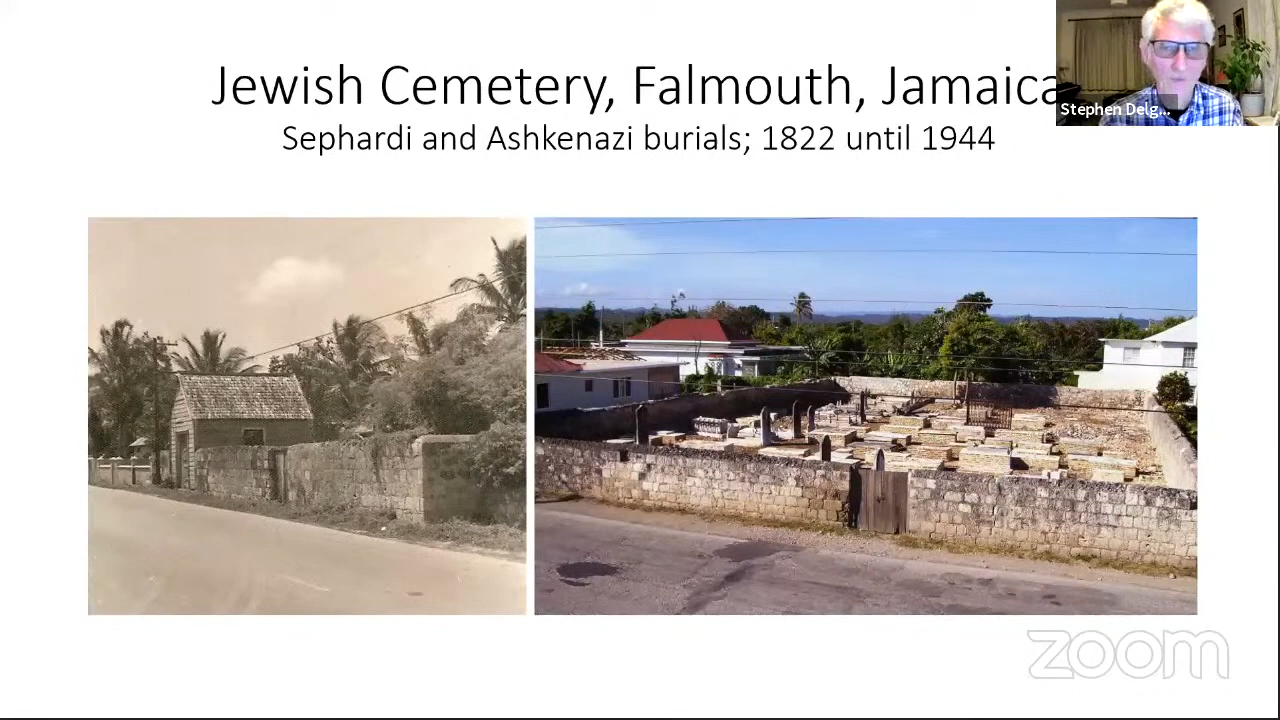 Jewish Cemetery, Falmouth, Jamaica
Sephardi and Ashkenazi burials; 1822 until 1944
Stephen Delg...
zoom